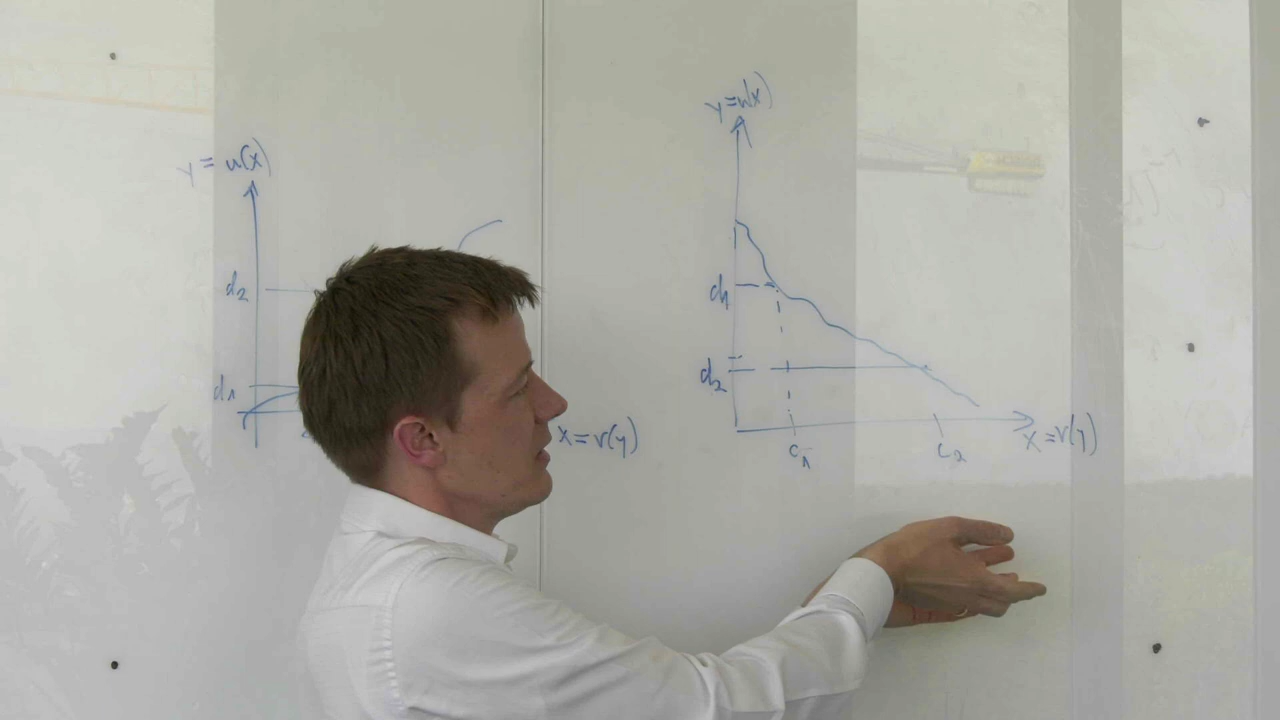 y = u(x)
d2
d1
x = v(y)
y = u(x)
d1
d2
c1
c2
x = v(y)